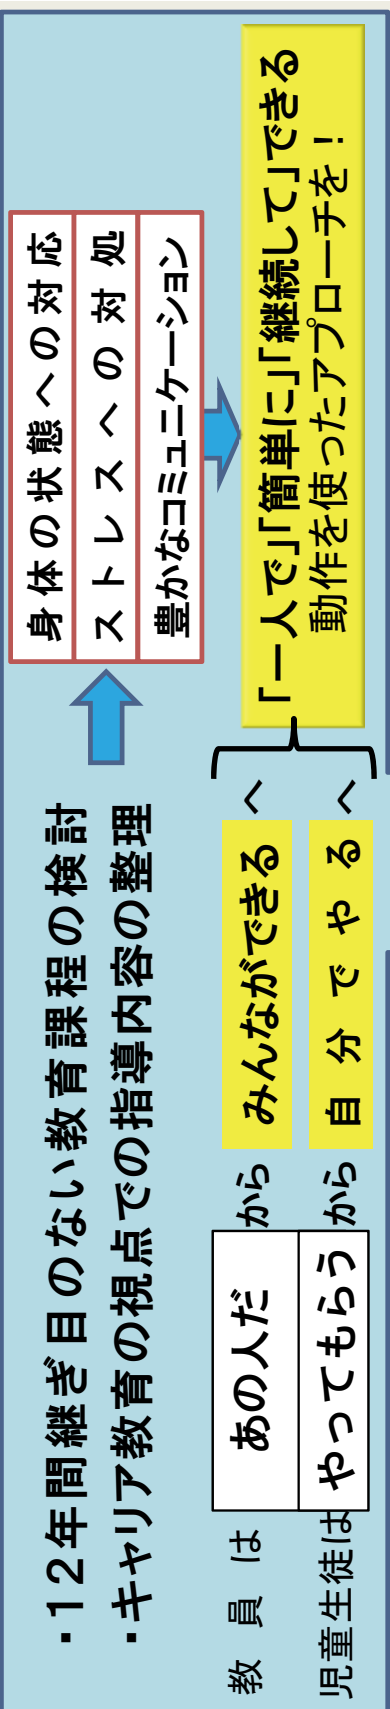 ・12年間継ぎ目のない教育課程の検討
・キャリア教育の視点での指導内容の整理
身体の状態への対応
ストレスへの対処
豊かなコミュニケーション
教員は あの人だ から みんなができる へ
児童生徒は やってもらう から 自分でやる へ
「一人で」「簡単に」「継続して」できる
動作を使ったアプローチを！